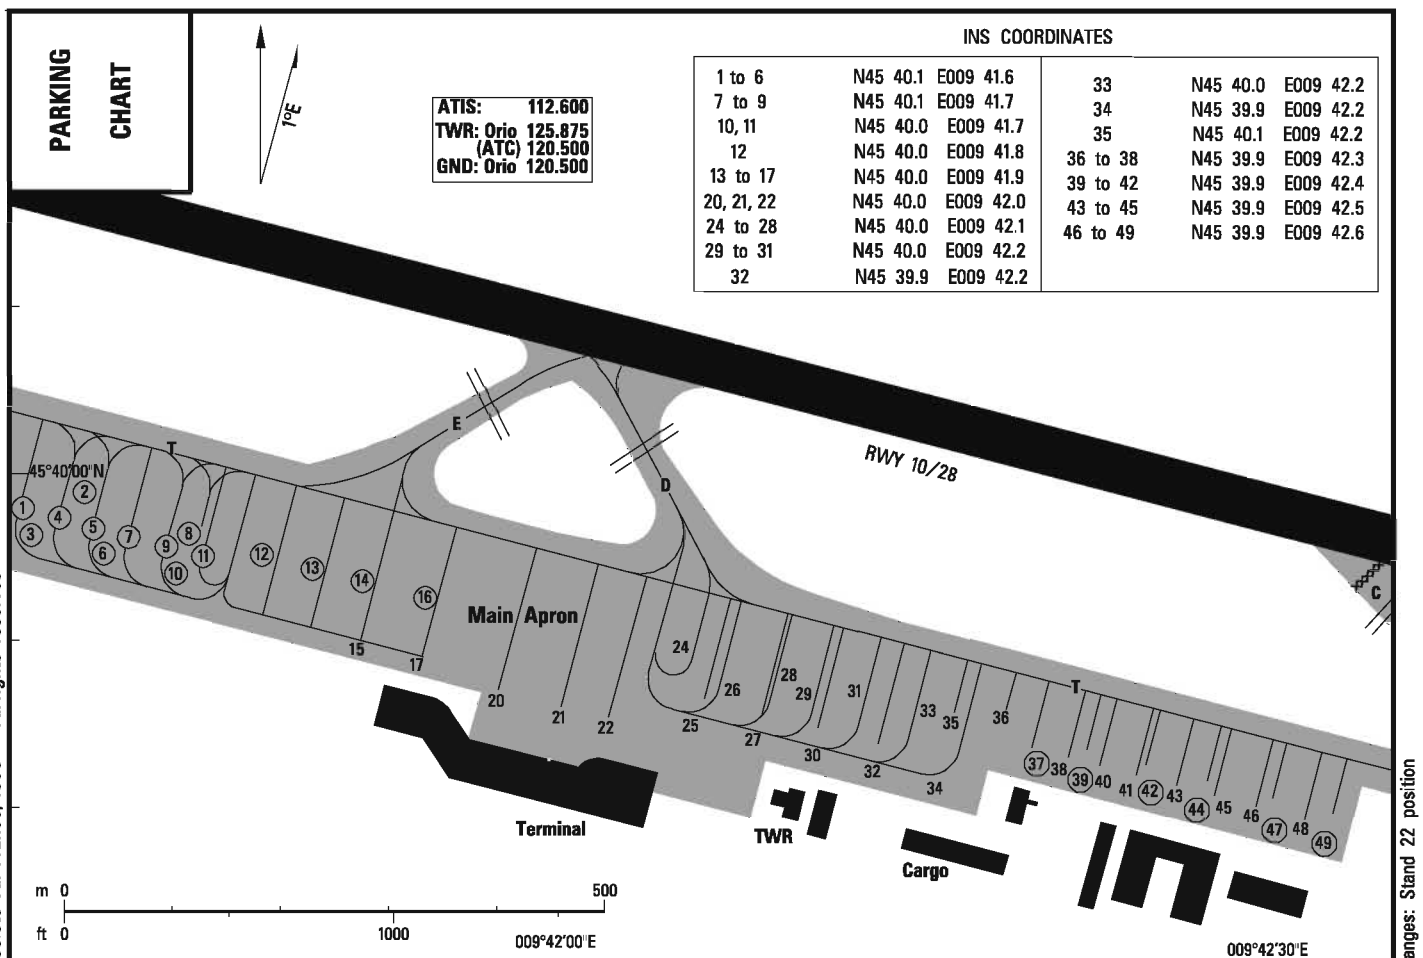 PARKING
CHART
1°E
ATIS: 112.600
TWR: Orio 125.875
(ATC) 120.500
GND: Orio 120.500
INS COORDINATES
1 to 6 N45 40.1 E009 41.6
7 to 9 N45 40.1 E009 41.7
10, 11 N45 40.0 E009 41.7
12 N45 40.0 E009 41.8
13 to 17 N45 40.0 E009 41.9
20, 21, 22 N45 40.0 E009 42.0
24 to 28 N45 40.0 E009 42.1
29 to 31 N45 40.0 E009 42.2
32 N45 39.9 E009 42.2
33 N45 40.0 E009 42.2
34 N45 39.9 E009 42.2
35 N45 40.1 E009 42.2
36 to 38 N45 39.9 E009 42.3
39 to 42 N45 39.9 E009 42.4
43 to 45 N45 39.9 E009 42.5
46 to 49 N45 39.9 E009 42.6
RWY 10/28
E
D
C
T
T
45°40'00"N
1
2
3
4
5
6
7
8
9
10
11
12
13
14
15
16
17
Main Apron
20
21
22
24
25
26
27
28
29
30
31
32
33
34
35
36
37
38
39
40
41
42
43
44
45
46
47
48
49
Terminal
TWR
Cargo
m 0 500
ft 0 1000
009°42'00"E
009°42'30"E
anges: Stand 22 position